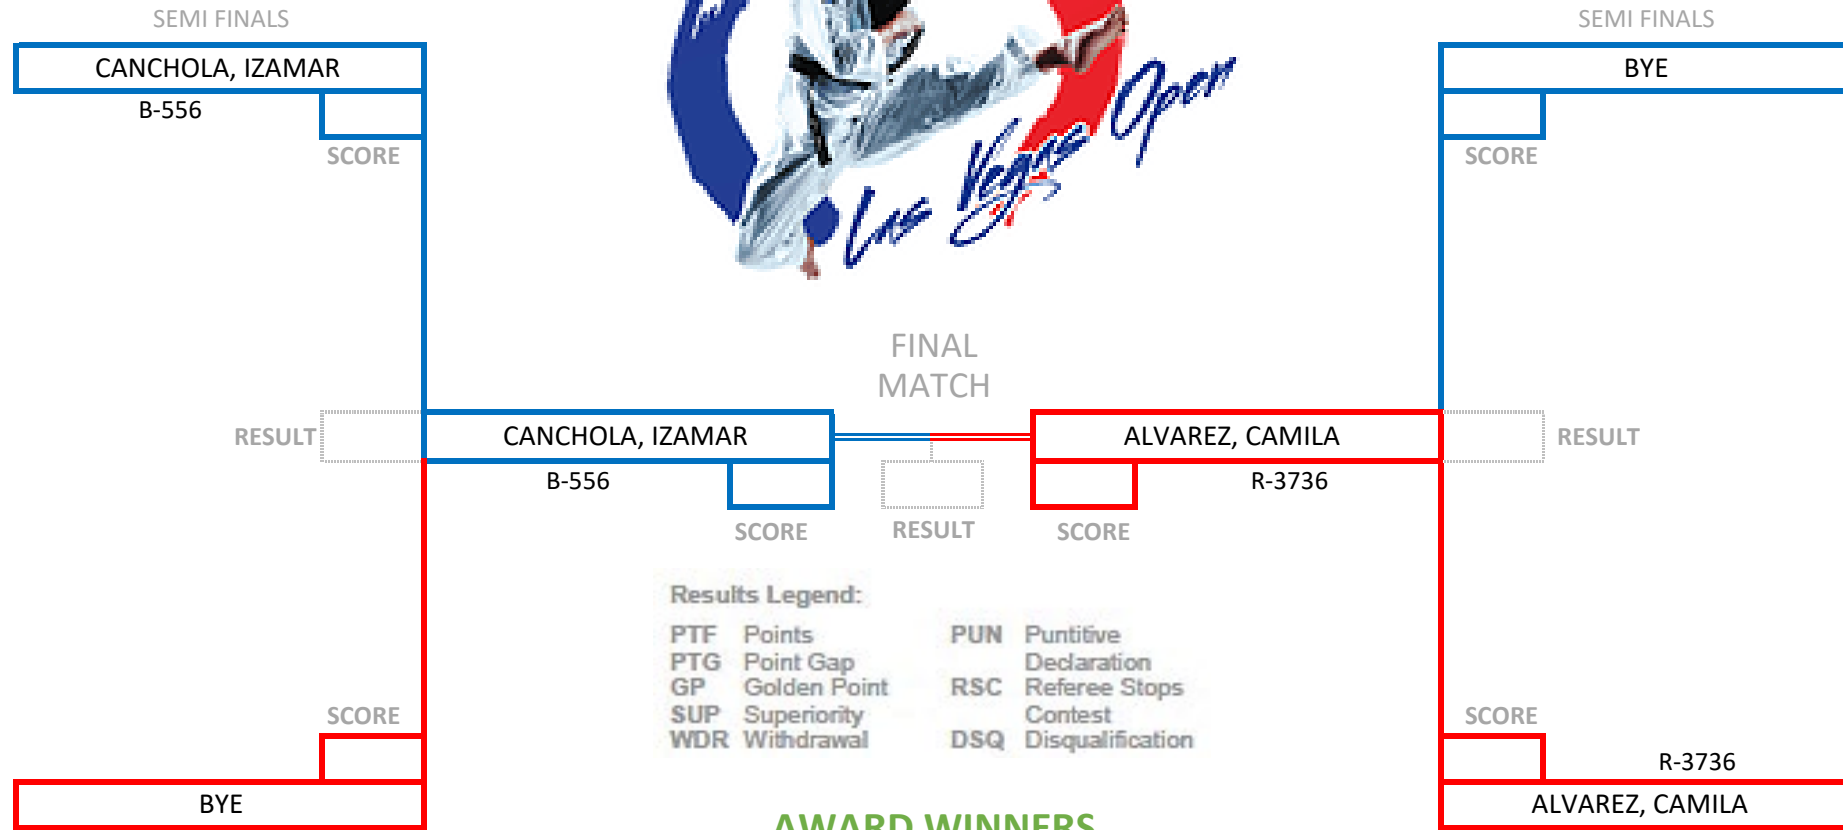 SEMI FINALS
SEMI FINALS
CANCHOLA, IZAMAR
BYE
B-556
SCORE
SCORE
Las Vegas Open
FINAL
MATCH
RESULT
CANCHOLA, IZAMAR
ALVAREZ, CAMILA
RESULT
B-556
R-3736
SCORE
RESULT
SCORE
Results Legend:
PTF Points
PTG Point Gap
GP Golden Point
SUP Superiority
WDR Withdrawal
PUN Puntitive
Declaration
RSC Referee Stops
Contest
DSQ Disqualification
SCORE
SCORE
R-3736
BYE
ALVAREZ, CAMILA
AWARD WINNERS